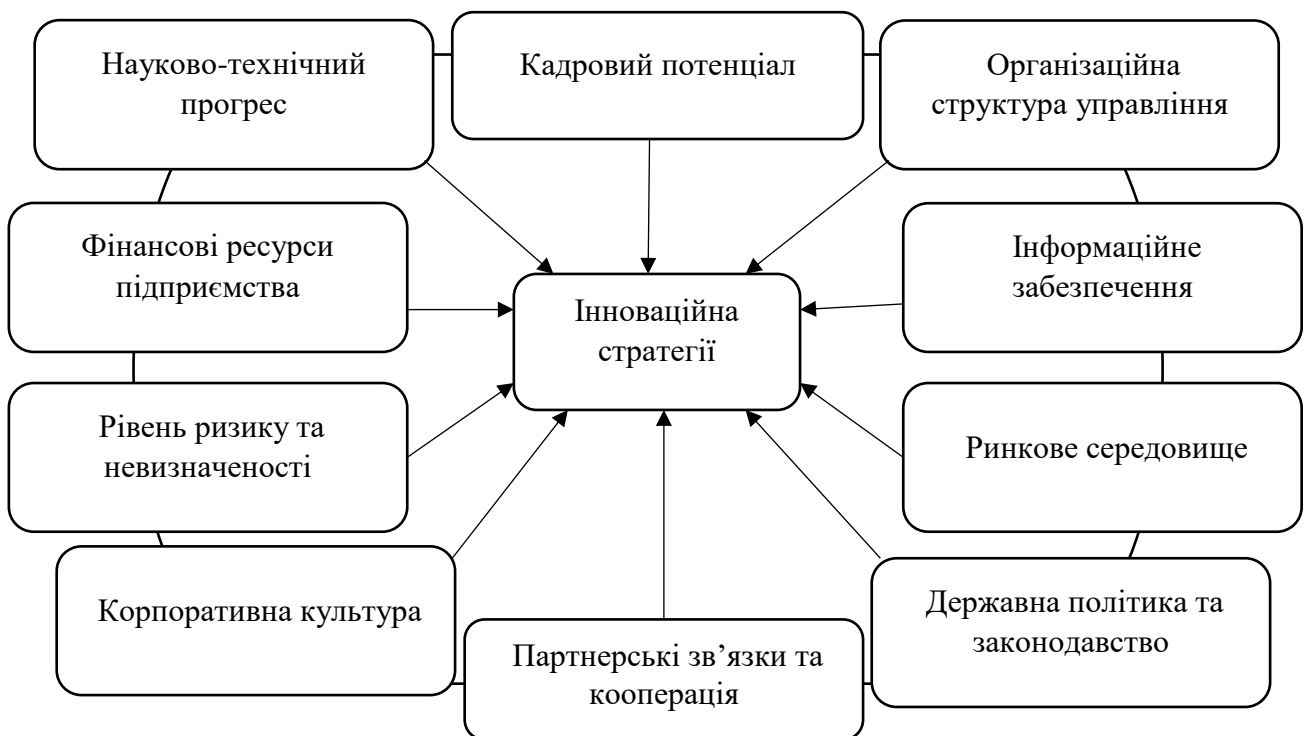 Науково-технічний
прогрес
Кадровий потенціал
Організаційна
структура управління
Фінансові ресурси
підприємства
Інноваційна
стратегії
Інформаційне
забезпечення
Рівень ризику та
невизначеності
Ринкове середовище
Корпоративна культура
Партнерські зв’язки та
кооперація
Державна політика та
законодавство